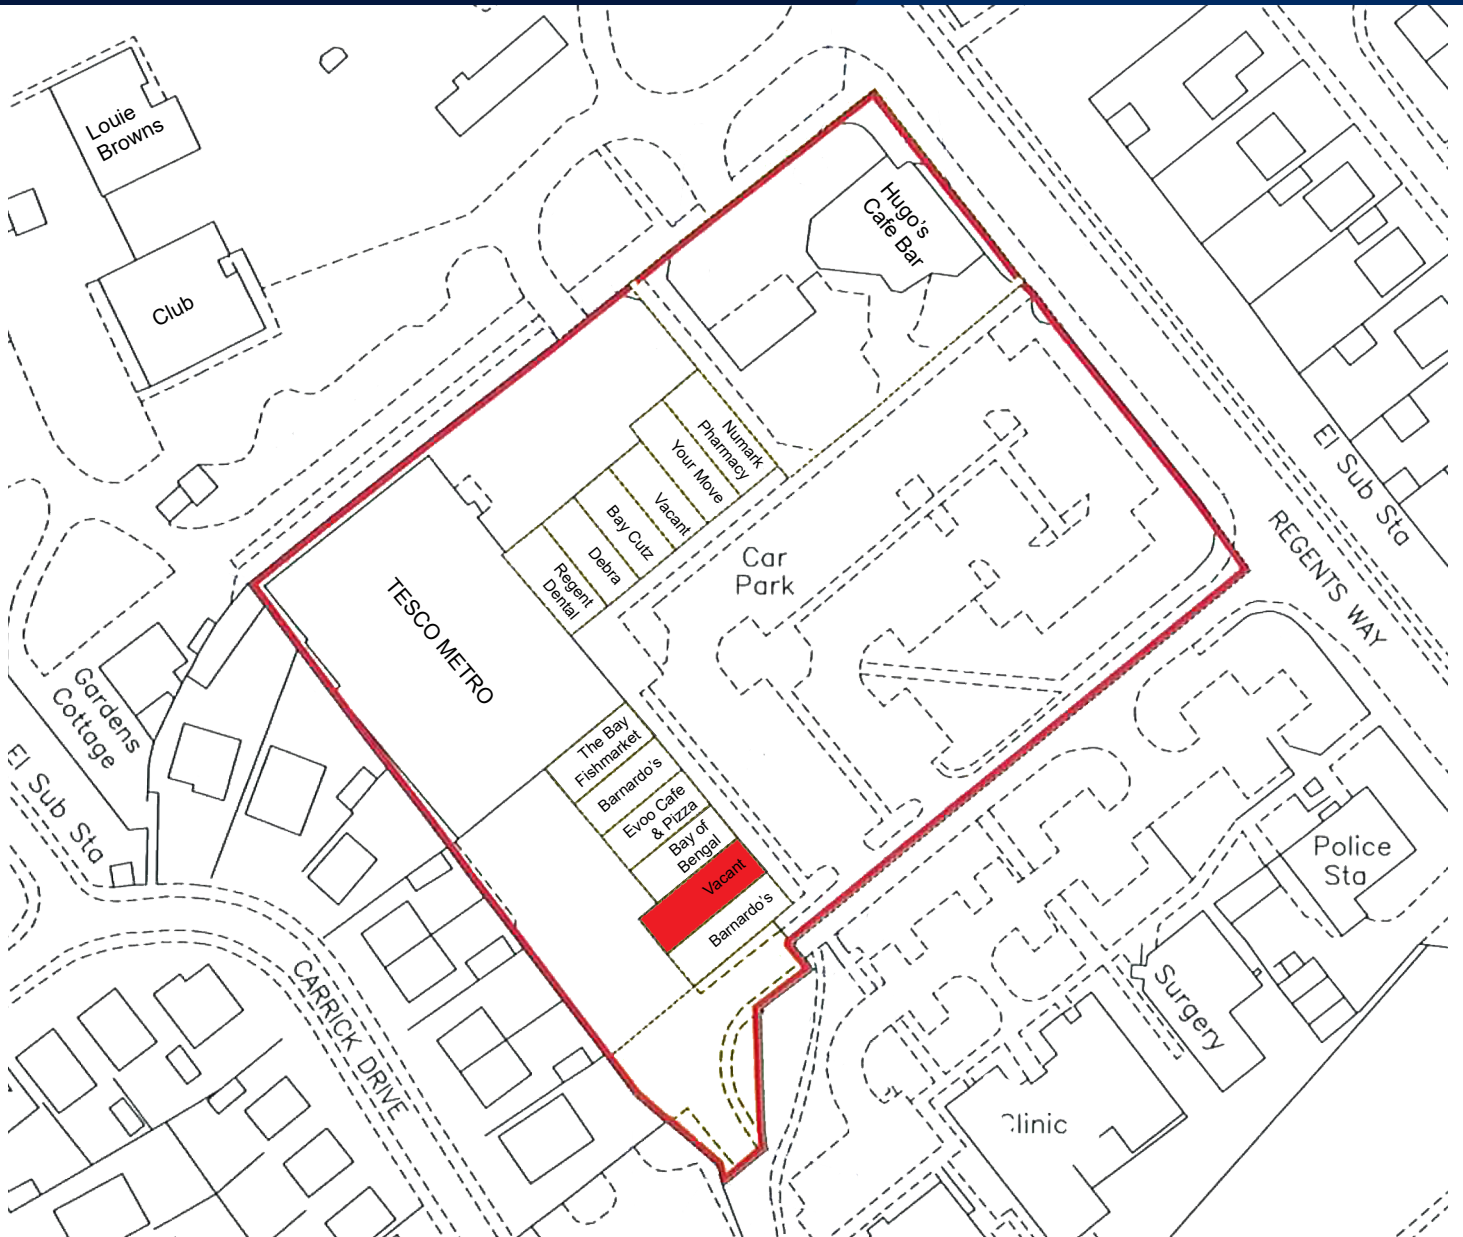 Louie
Browns
Club
Hugo's
Cafe Bar
Numark
Pharmacy
Your Move
Vacant
Bay Cutz
Debra
Regent
Dental
Car
Park
TESCO METRO
El Sub Sta
REGENTS WAY
Gardens
Cottage
El Sub Sta
The Bay
Fishmarket
Barnardo's
Evoo Cafe
& Pizza
Bay of
Bengal
Vacant
Barnardo's
Police
Sta
Surgery
CARRICK DRIVE
Clinic